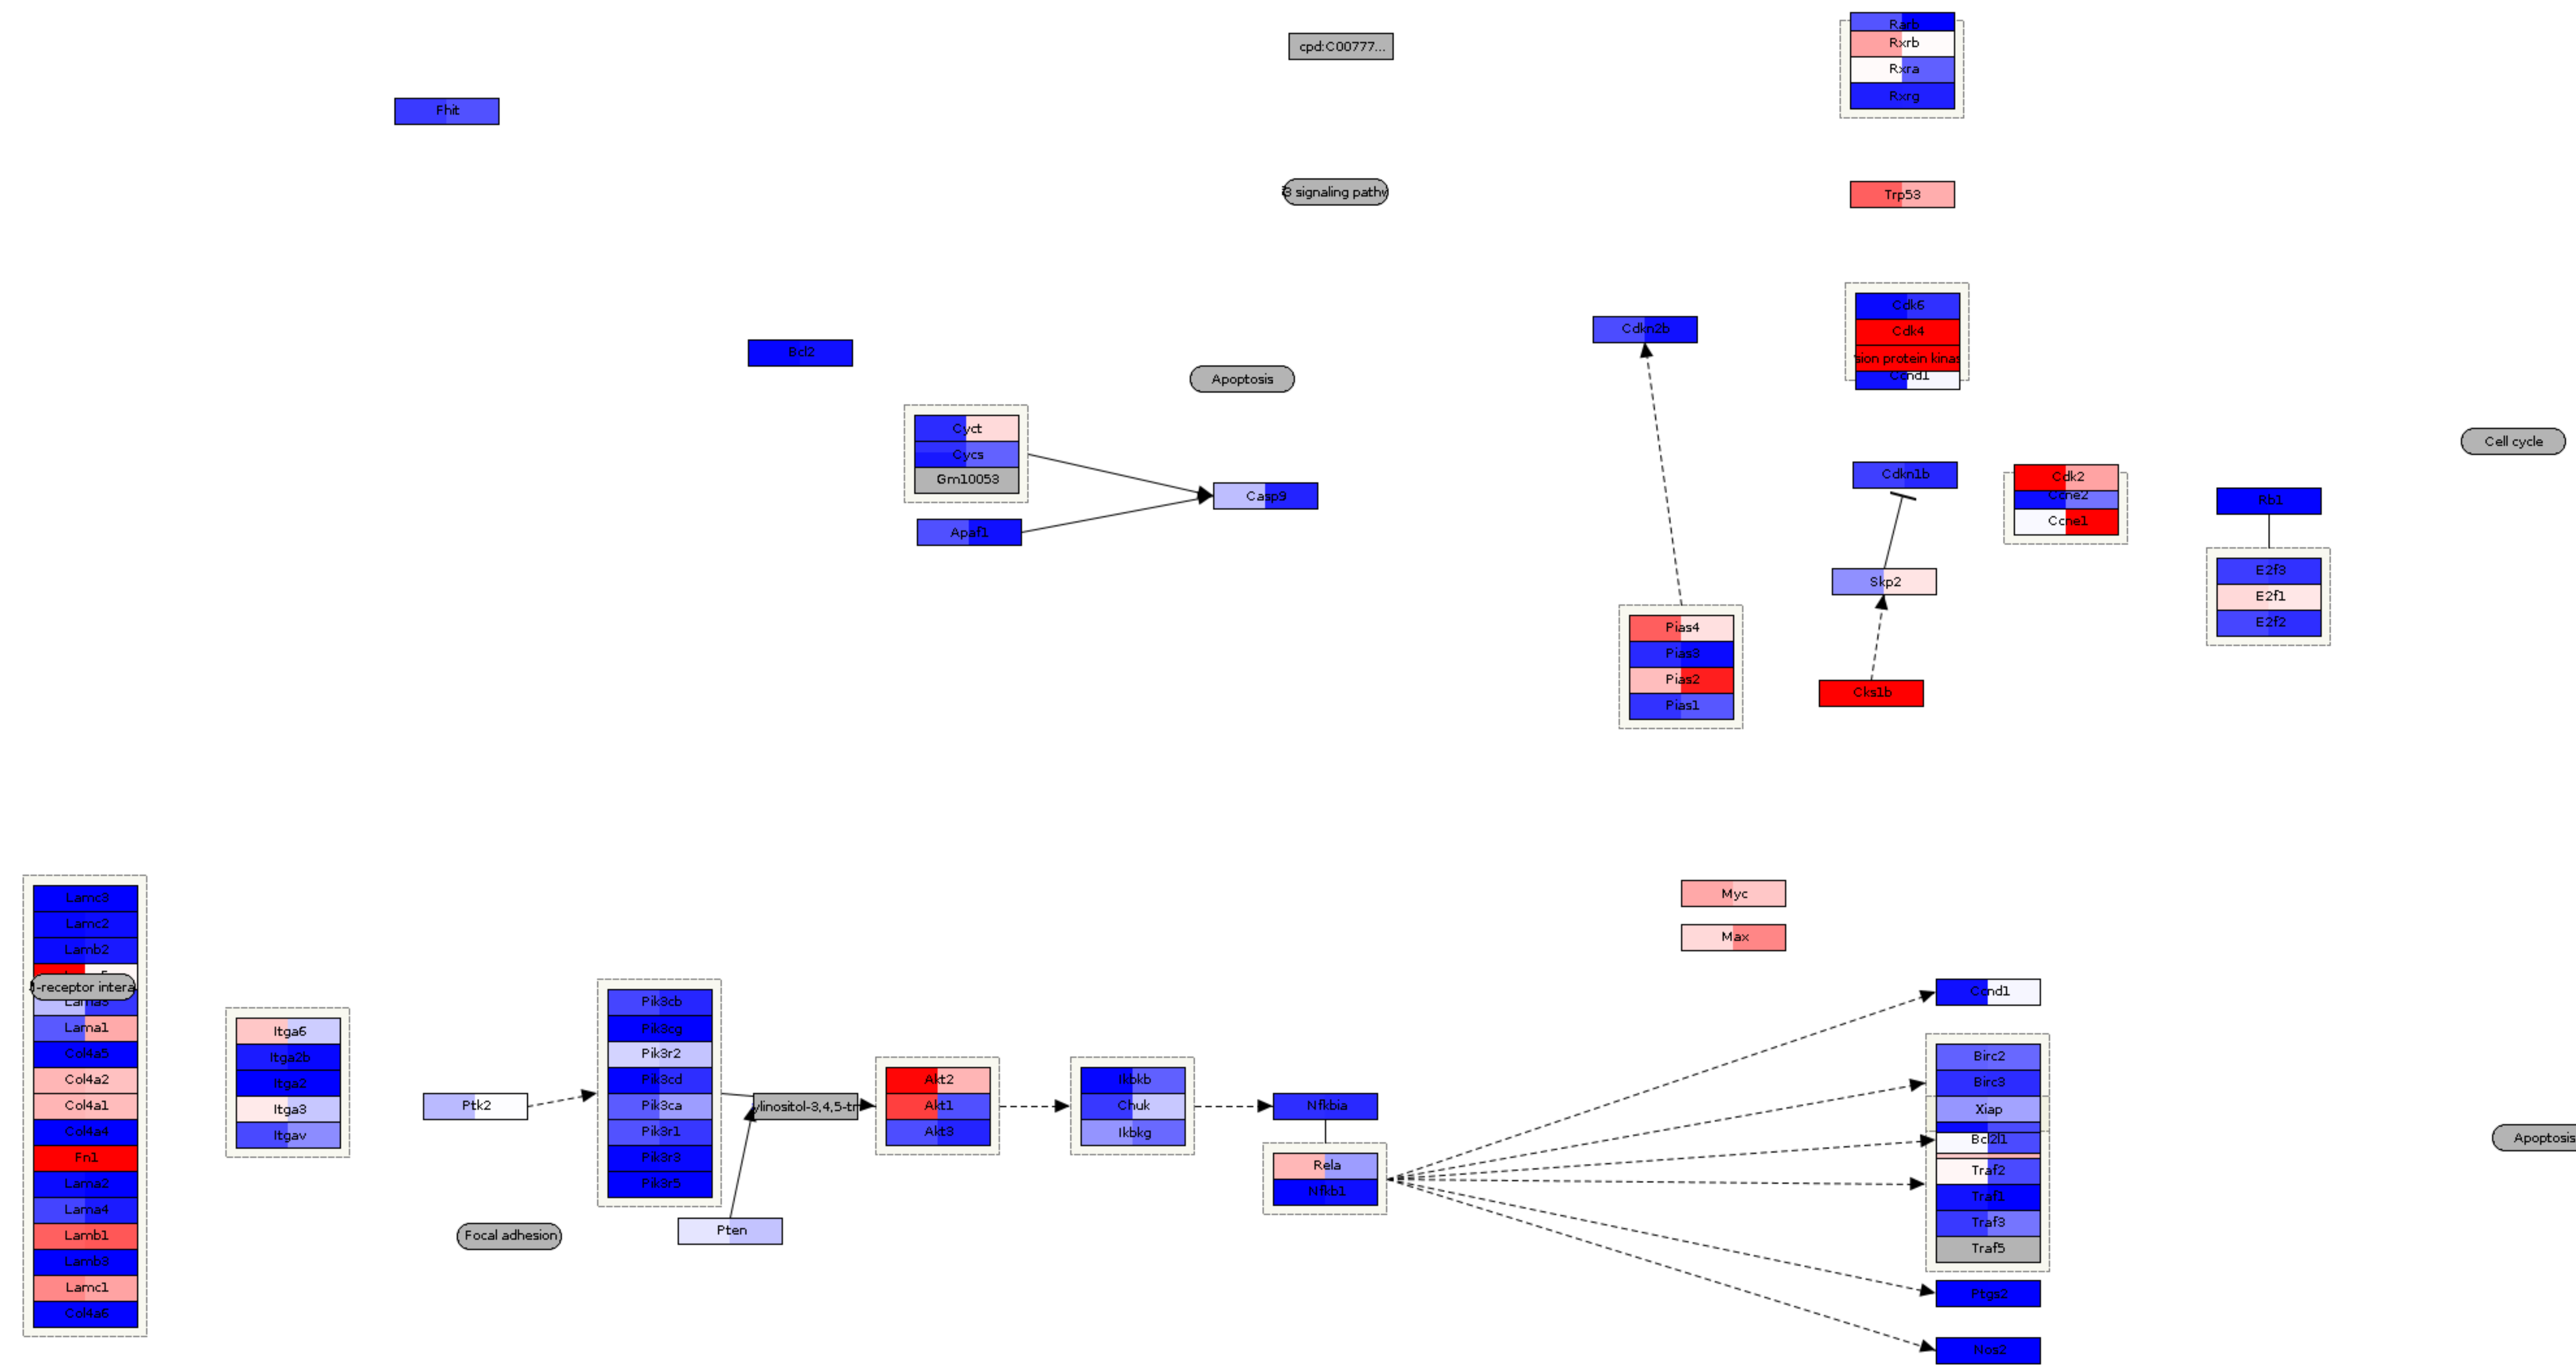 cpd:C00777...
Rarb
Rxrb
Rxra
Rxrg
Fhit
3 signaling pathw
Trp53
Cdk6
Cdk4
sion protein kinas
Ccnd1
Cdkn2b
Bcl2
Apoptosis
Cyct
Cycs
Gm10053
Cell cycle
Cdkn1b
Cdk2
Ccne2
Ccne1
Casp9
Rb1
Apaf1
E2f3
E2f1
E2f2
Skp2
Pias4
Pias3
Pias2
Pias1
Cks1b
Myc
Max
Lamc3
Lamc2
Lamb2
-receptor intera
Lama3
Lama1
Col4a5
Col4a2
Col4a1
Col4a4
Fn1
Lama2
Lama4
Lamb1
Lamb3
Lamc1
Col4a6
Itga6
Itga2b
Itga2
Itga3
Itgav
Ptk2
Focal adhesion
Pik3cb
Pik3cg
Pik3r2
Pik3cd
Pik3ca
Pik3r1
Pik3r3
Pik3r5
ylinositol-3,4,5-tr
Pten
Akt2
Akt1
Akt3
Ikbkb
Chuk
Ikbkg
Nfkbia
Rela
Nfkb1
Ccnd1
Birc2
Birc3
Xiap
Bcl2l1
Traf2
Traf1
Traf3
Traf5
Ptgs2
Nos2
Apoptosis